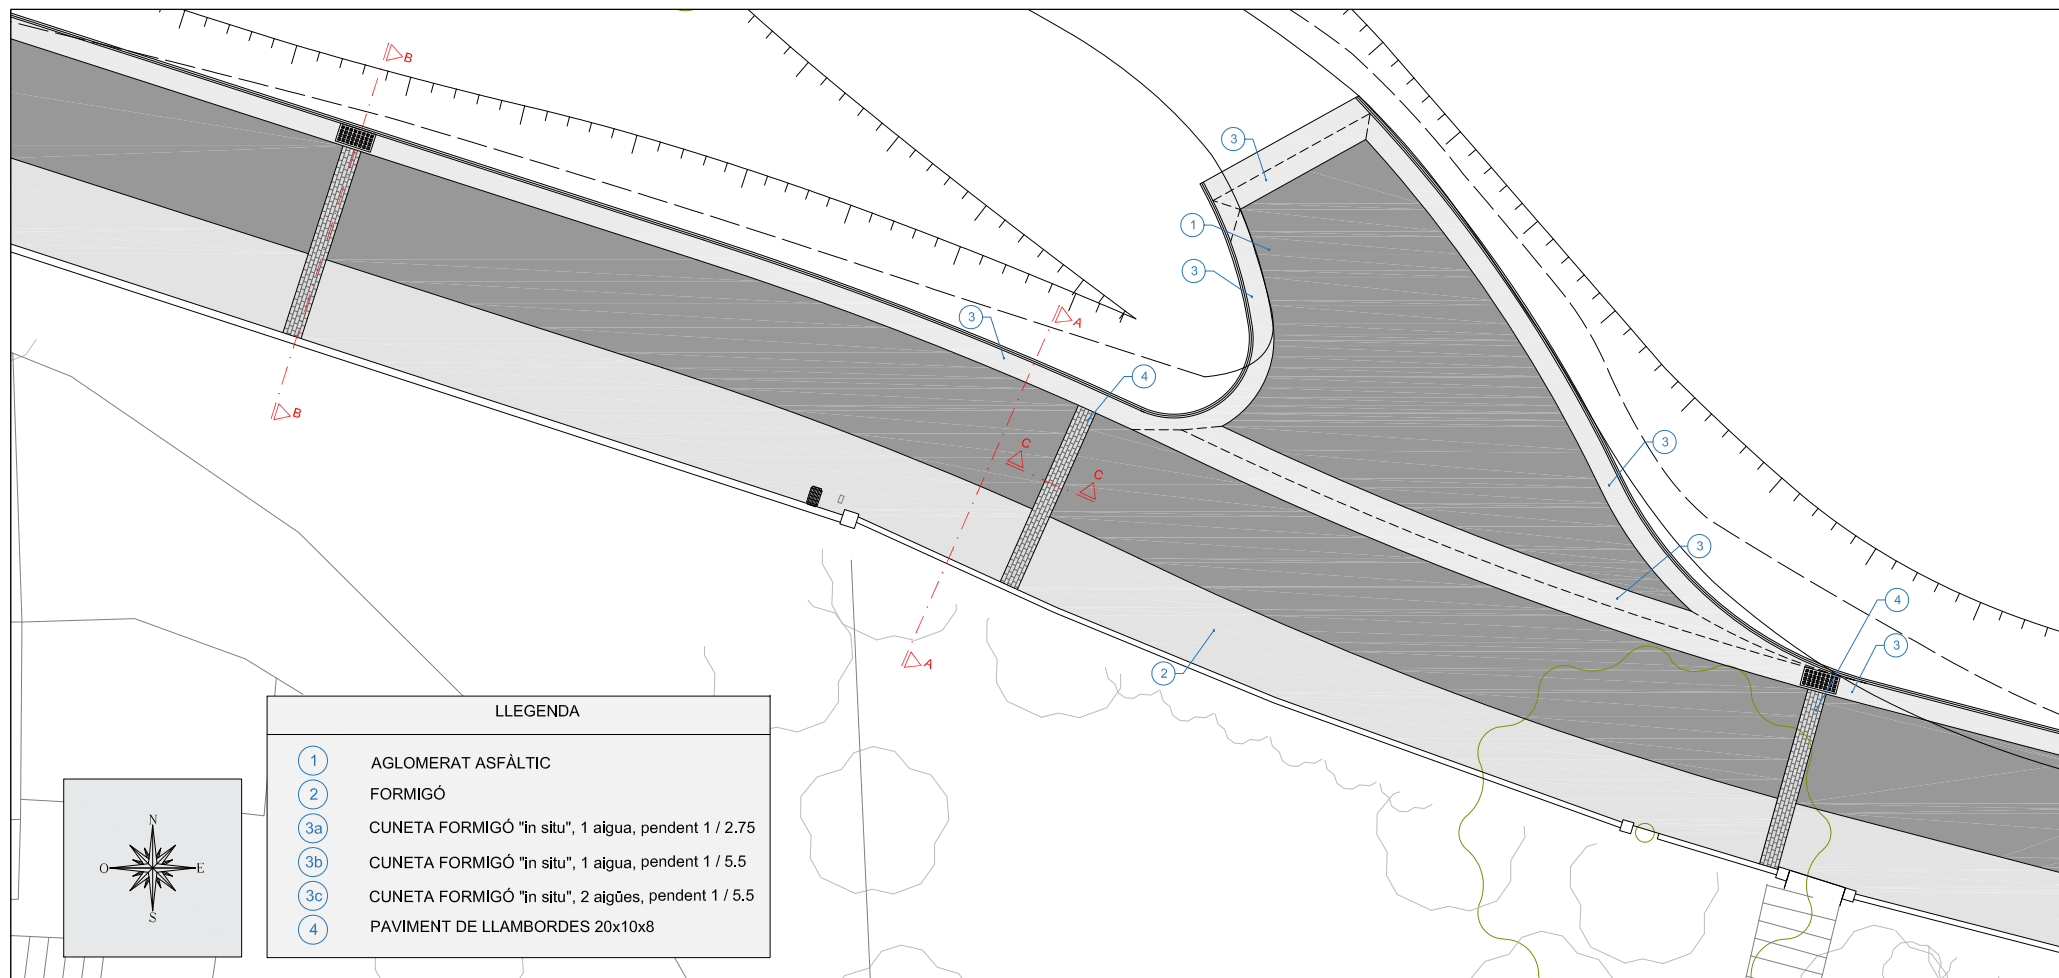 B
3
1
3
3
A
4
C
C
B
3
3
4
3
2
A
LLEGENDA
1 AGLOMERAT ASFÀLTIC
2 FORMIGÓ
3a CUNETA FORMIGÓ "in situ", 1 aigua, pendent 1 / 2.75
3b CUNETA FORMIGÓ "in situ", 1 aigua, pendent 1 / 5.5
3c CUNETA FORMIGÓ "in situ", 2 aigües, pendent 1 / 5.5
4 PAVIMENT DE LLAMBORDES 20x10x8
N
O E
S